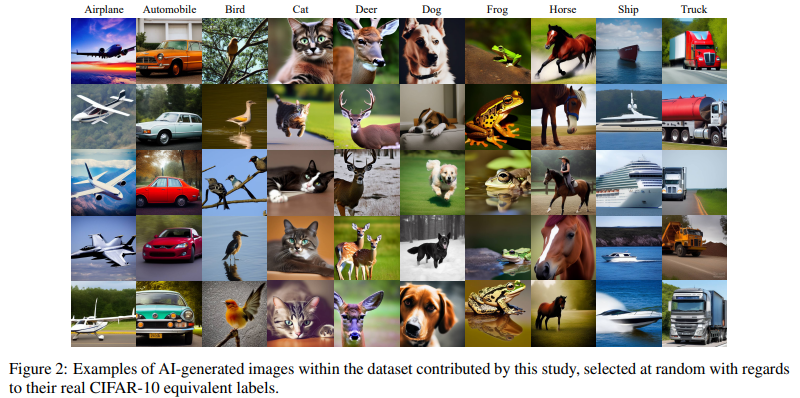 Airplane Automobile Bird Cat Deer Dog Frog Horse Ship Truck
Figure 2: Examples of AI-generated images within the dataset contributed by this study, selected at random with regards
to their real CIFAR-10 equivalent labels.